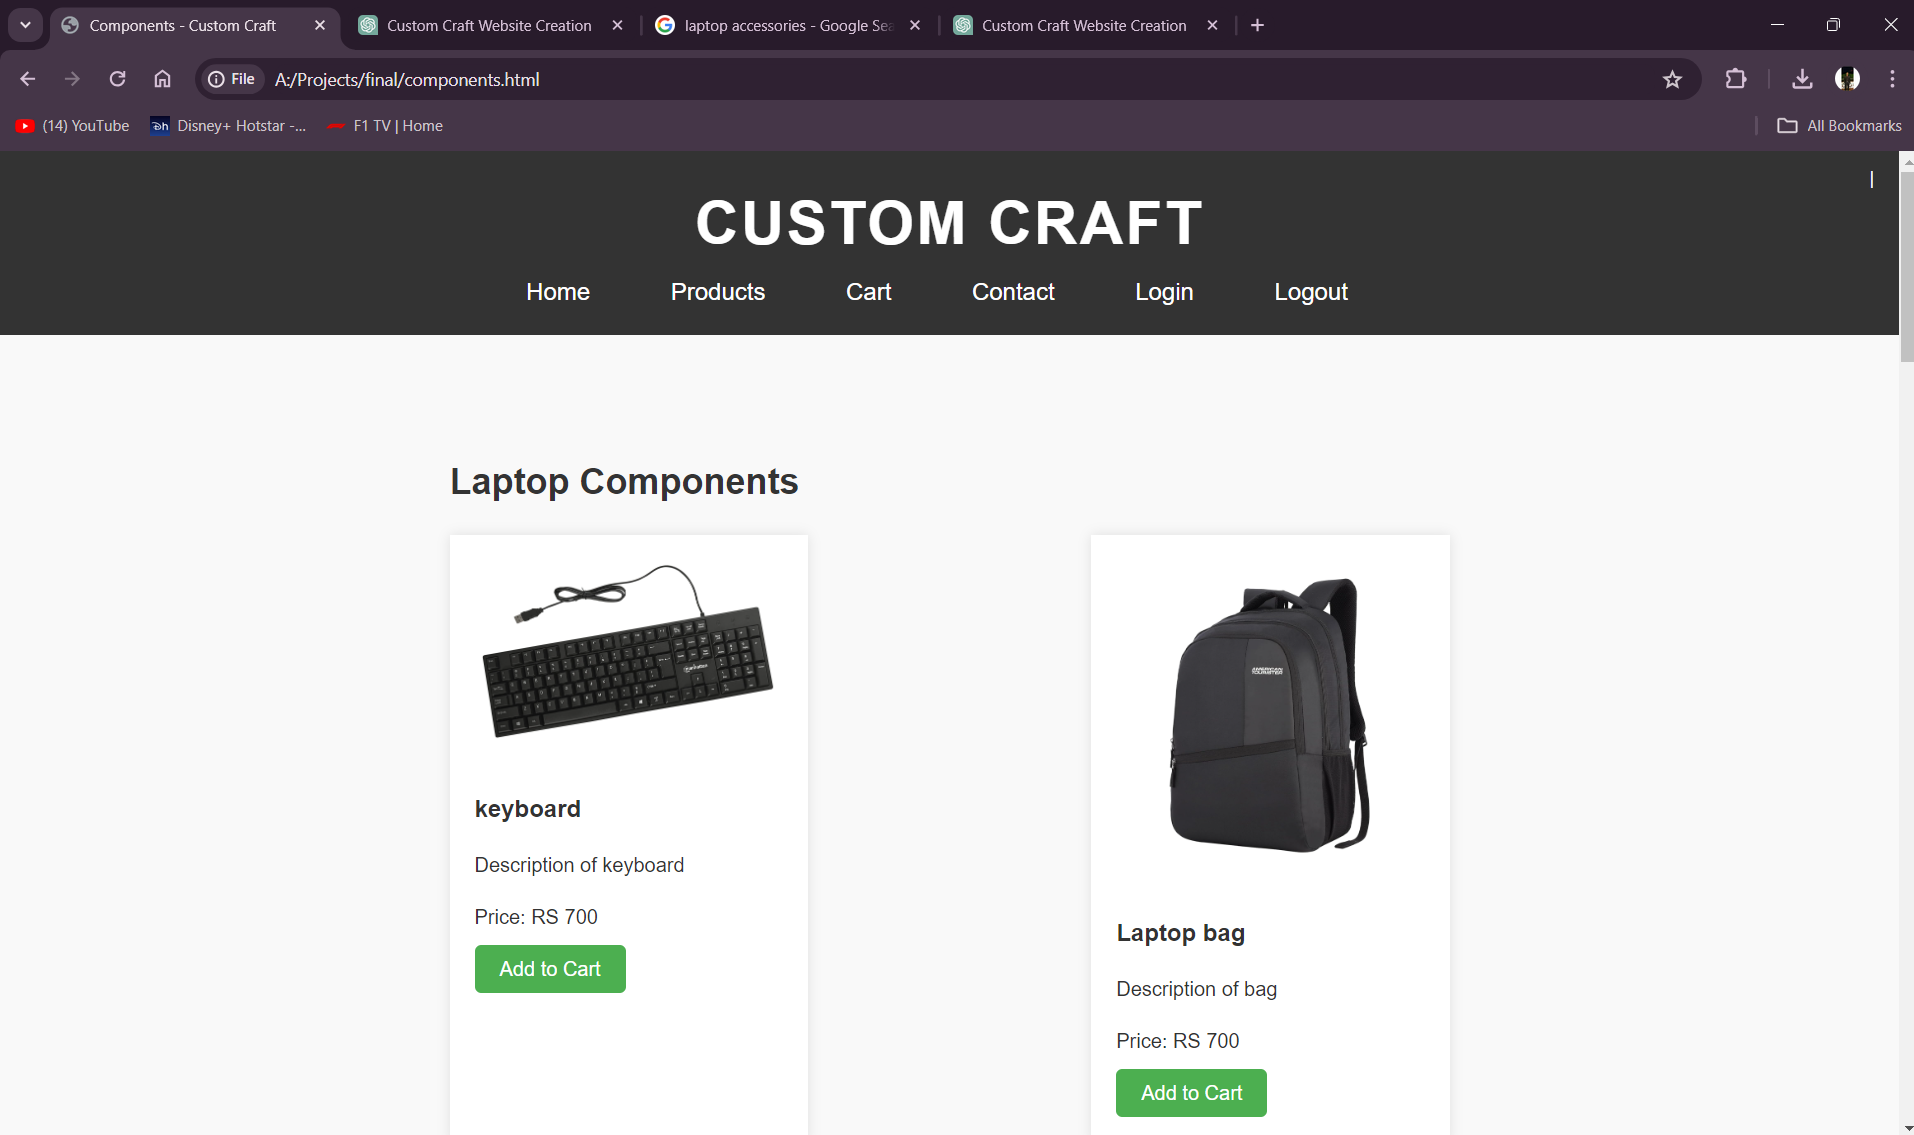 Components - Custom Craft
Custom Craft Website Creation
laptop accessories - Google Sea
Custom Craft Website Creation
File A:/Projects/final/components.html
(14) YouTube
Disney+ Hotstar -...
F1 TV | Home
All Bookmarks
|
CUSTOM CRAFT
Home Products Cart Contact Login Logout
Laptop Components
manhattan
keyboard
Description of keyboard
Price: RS 700
Add to Cart
AMERICAN
TOURISTER
Laptop bag
Description of bag
Price: RS 700
Add to Cart